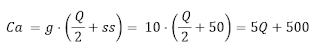 Ca = g · (Q/2 + ss) = 10 · (Q/2 + 50) = 5Q + 500